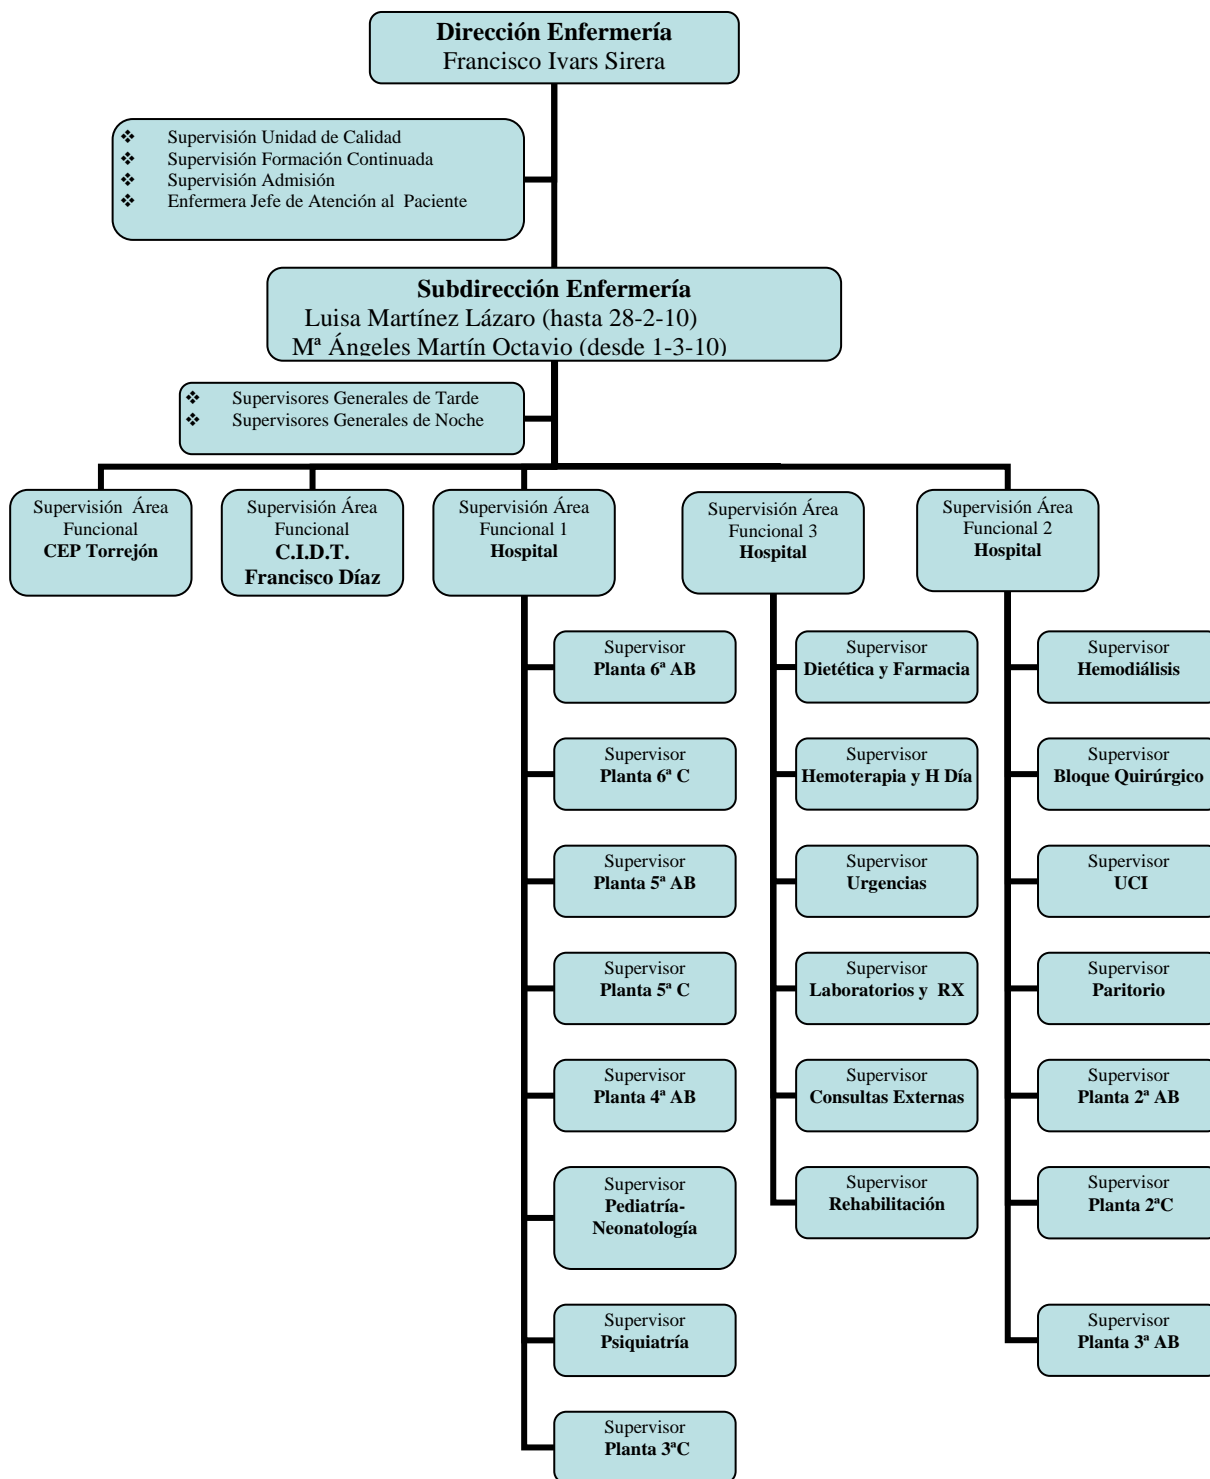 Dirección Enfermería
Francisco Ivars Sirera
❖ Supervisión Unidad de Calidad
❖ Supervisión Formación Continuada
❖ Supervisión Admisión
❖ Enfermera Jefe de Atención al Paciente
Subdirección Enfermería
Luisa Martínez Lázaro (hasta 28-2-10)
Mª Ángeles Martín Octavio (desde 1-3-10)
❖ Supervisores Generales de Tarde
❖ Supervisores Generales de Noche
Supervisión Área
Funcional
CEP Torrejón
Supervisión Área
Funcional
C.I.D.T.
Francisco Díaz
Supervisión Área
Funcional 1
Hospital
Supervisión Área
Funcional 3
Hospital
Supervisión Área
Funcional 2
Hospital
Supervisor
Planta 6ª AB
Supervisor
Planta 6ª C
Supervisor
Planta 5ª AB
Supervisor
Planta 5ª C
Supervisor
Planta 4ª AB
Supervisor
Pediatría-
Neonatología
Supervisor
Psiquiatría
Supervisor
Planta 3ªC
Supervisor
Dietética y Farmacia
Supervisor
Hemoterapia y H Día
Supervisor
Urgencias
Supervisor
Laboratorios y RX
Supervisor
Consultas Externas
Supervisor
Rehabilitación
Supervisor
Hemodiálisis
Supervisor
Bloque Quirúrgico
Supervisor
UCI
Supervisor
Paritorio
Supervisor
Planta 2ª AB
Supervisor
Planta 2ªC
Supervisor
Planta 3ª AB